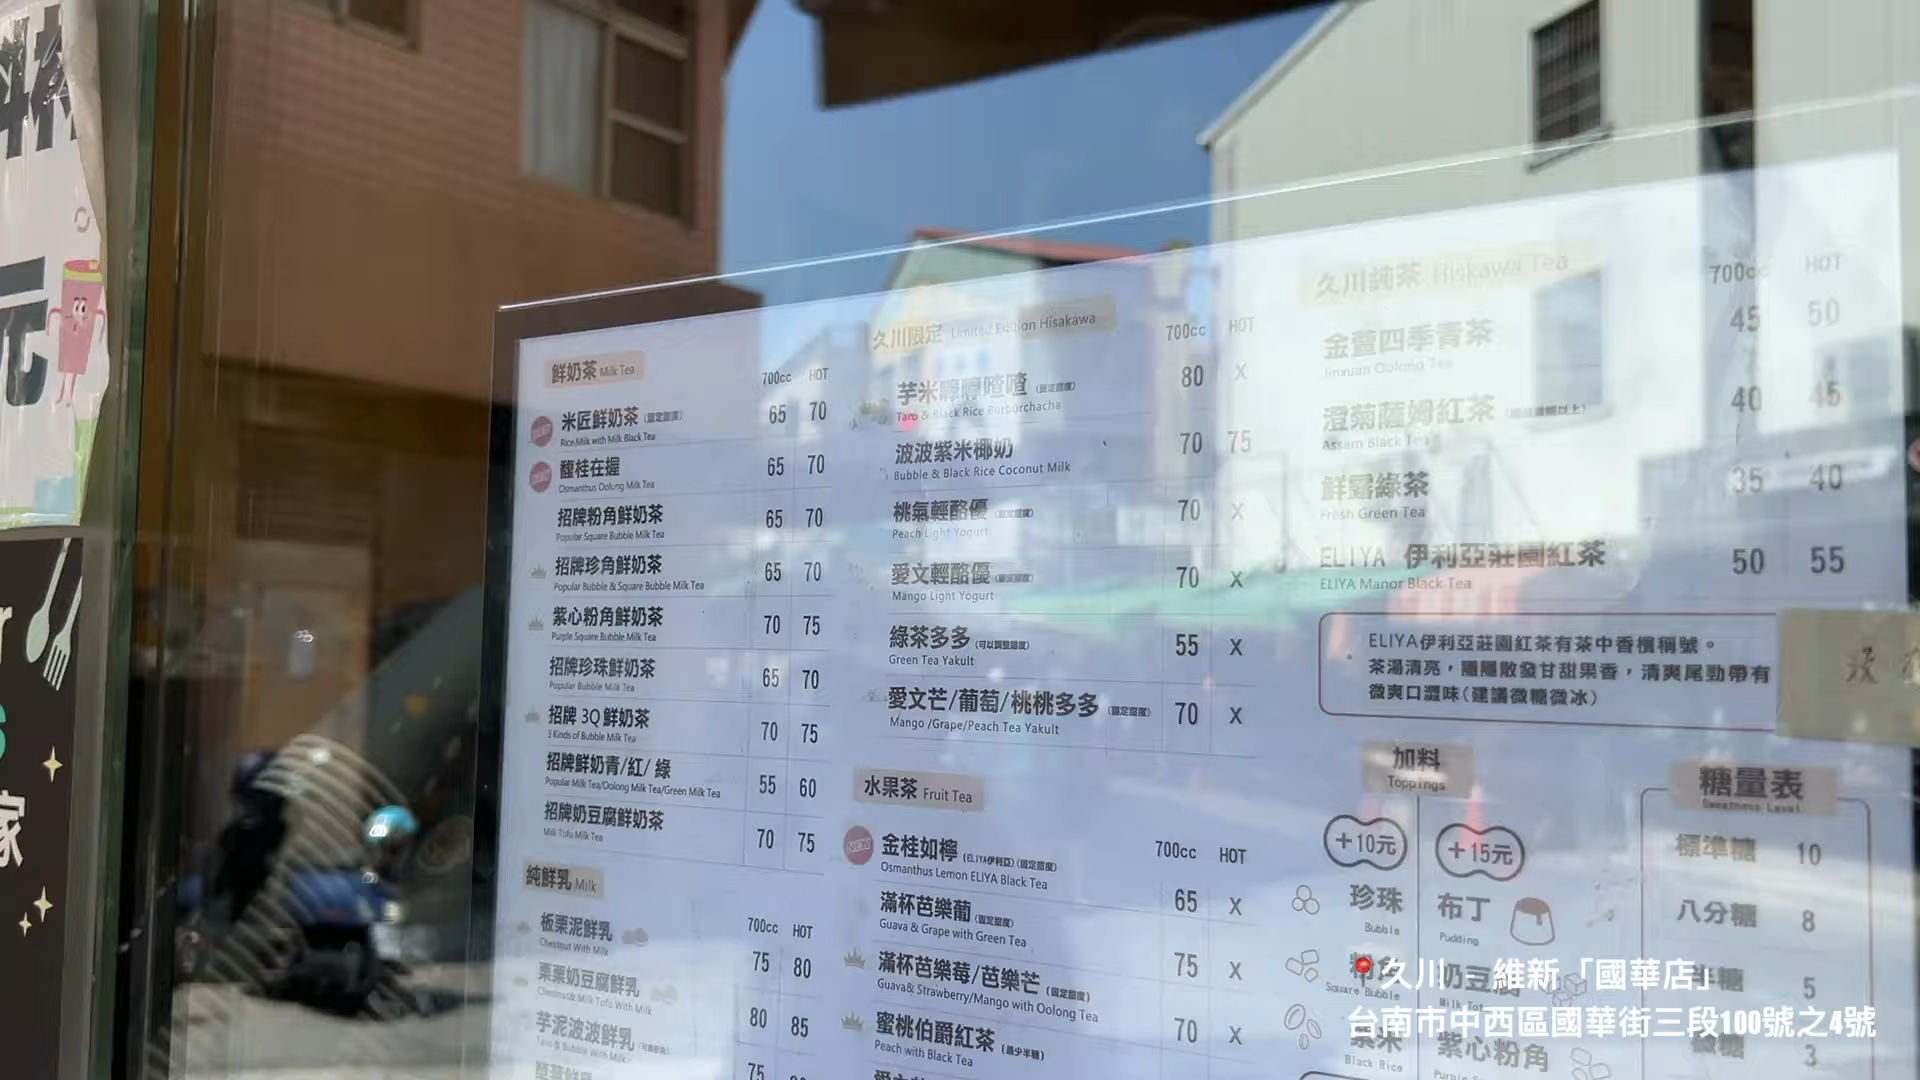 元
家
鮮奶茶 Milk Tea
700cc HOT
米匠鮮奶茶 (固定甜度) 65 70
Rice Milk with Milk Black Tea
馥桂在握 65 70
Osmanthus Oolong Milk Tea
招牌粉角鮮奶茶 65 70
Popular Square Bubble Milk Tea
招牌珍角鮮奶茶 65 70
Popular Bubble & Square Bubble Milk Tea
紫心粉角鮮奶茶 70 75
Purple Square Bubble Milk Tea
招牌珍珠鮮奶茶 65 70
Popular Bubble Milk Tea
招牌 3Q 鮮奶茶 70 75
3 Kinds of Bubble Milk Tea
招牌鮮奶青/紅/ 綠 55 60
Popular Milk Tea/Oolong Milk Tea/Green Milk Tea
招牌奶豆腐鮮奶茶 70 75
Milk Tofu Milk Tea
純鮮乳 Milk
700cc HOT
板栗泥鮮乳 75 80
Chestnut With Milk
栗栗奶豆腐鮮乳 80 85
Chestnut& Milk Tofu With Milk
芋泥波波鮮乳
Taro & Bubble With Milk
75
久川限定 Limited Edition Hisakawa
700cc HOT
芋米嚤嚤喳喳 (固定甜度) 80 X
Taro & Black Rice Burburchacha
波波紫米椰奶 70 75
Bubble & Black Rice Coconut Milk
桃氣輕酪優 (固定甜度) 70 X
Peach Light Yogurt
愛文輕酪優 (固定甜度) 70 X
Mango Light Yogurt
綠茶多多 (可以調整甜度) 55 X
Green Tea Yakult
愛文芒/葡萄/桃桃多多 (固定甜度) 70 X
Mango /Grape/Peach Tea Yakult
水果茶 Fruit Tea
700cc HOT
NEW 金桂如檸 (ELIYA伊利亞)(固定甜度) 65 X
Osmanthus Lemon ELIYA Black Tea
滿杯芭樂葡 (固定甜度) 75 X
Guava & Grape with Green Tea
滿杯芭樂莓/芭樂芒 (固定甜度) 70 X
Guava& Strawberry/Mango with Oolong Tea
蜜桃伯爵紅茶 (最少半糖)
Peach with Black Tea
久川純茶 Hiskawa Tea
700cc HOT
金萱四季青茶 45 50
Jinxuan Oolong Tea
澄菊薩姆紅茶 40 45
Assam Black Tea
鮮露綠茶 35 40
Fresh Green Tea
ELIYA 伊利亞莊園紅茶 50 55
ELIYA Manor Black Tea
ELIYA伊利亞莊園紅茶有茶中香檳稱號。
茶湯清亮，隱隱散發甘甜果香，清爽尾勁帶有
微爽口澀味(建議微糖微冰)
加料
Toppings
+10元
珍珠
Bubble
粉角
Square Bubble
紫米
Black Rice
+15元
布丁
Pudding
奶豆腐
紫心粉角
糖量表
Sweetness Level
標準糖 10
八分糖 8
半糖 5
微糖 3
久川 - 維新「國華店」
台南市中西區國華街三段100號之4號